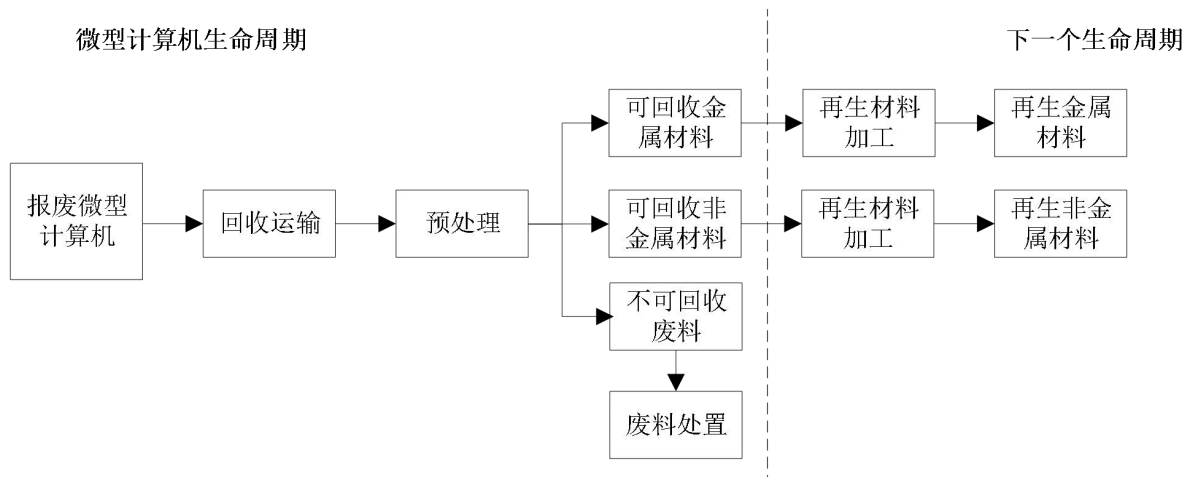 微型计算机生命周期
下一个生命周期
报废微型
计算机
回收运输
预处理
可回收金
属材料
再生材料
加工
再生金属
材料
可回收非
金属材料
再生材料
加工
再生非金
属材料
不可回收
废料
废料处置